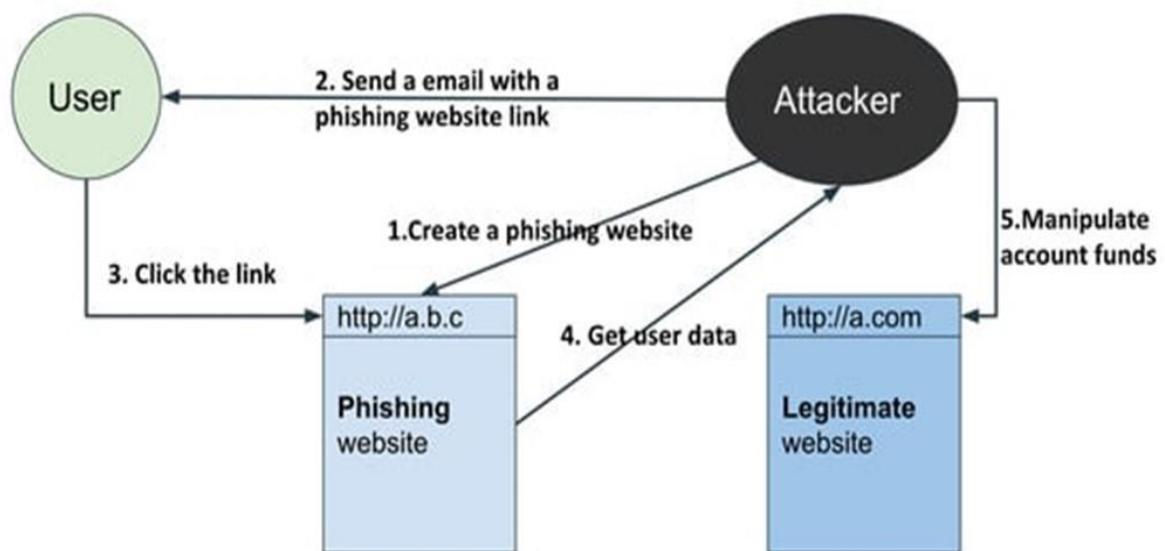 User
2. Send a email with a
phishing website link
Attacker
1.Create a phishing website
5.Manipulate
account funds
3. Click the link
http://a.b.c
4. Get user data
http://a.com
Phishing
website
Legitimate
website